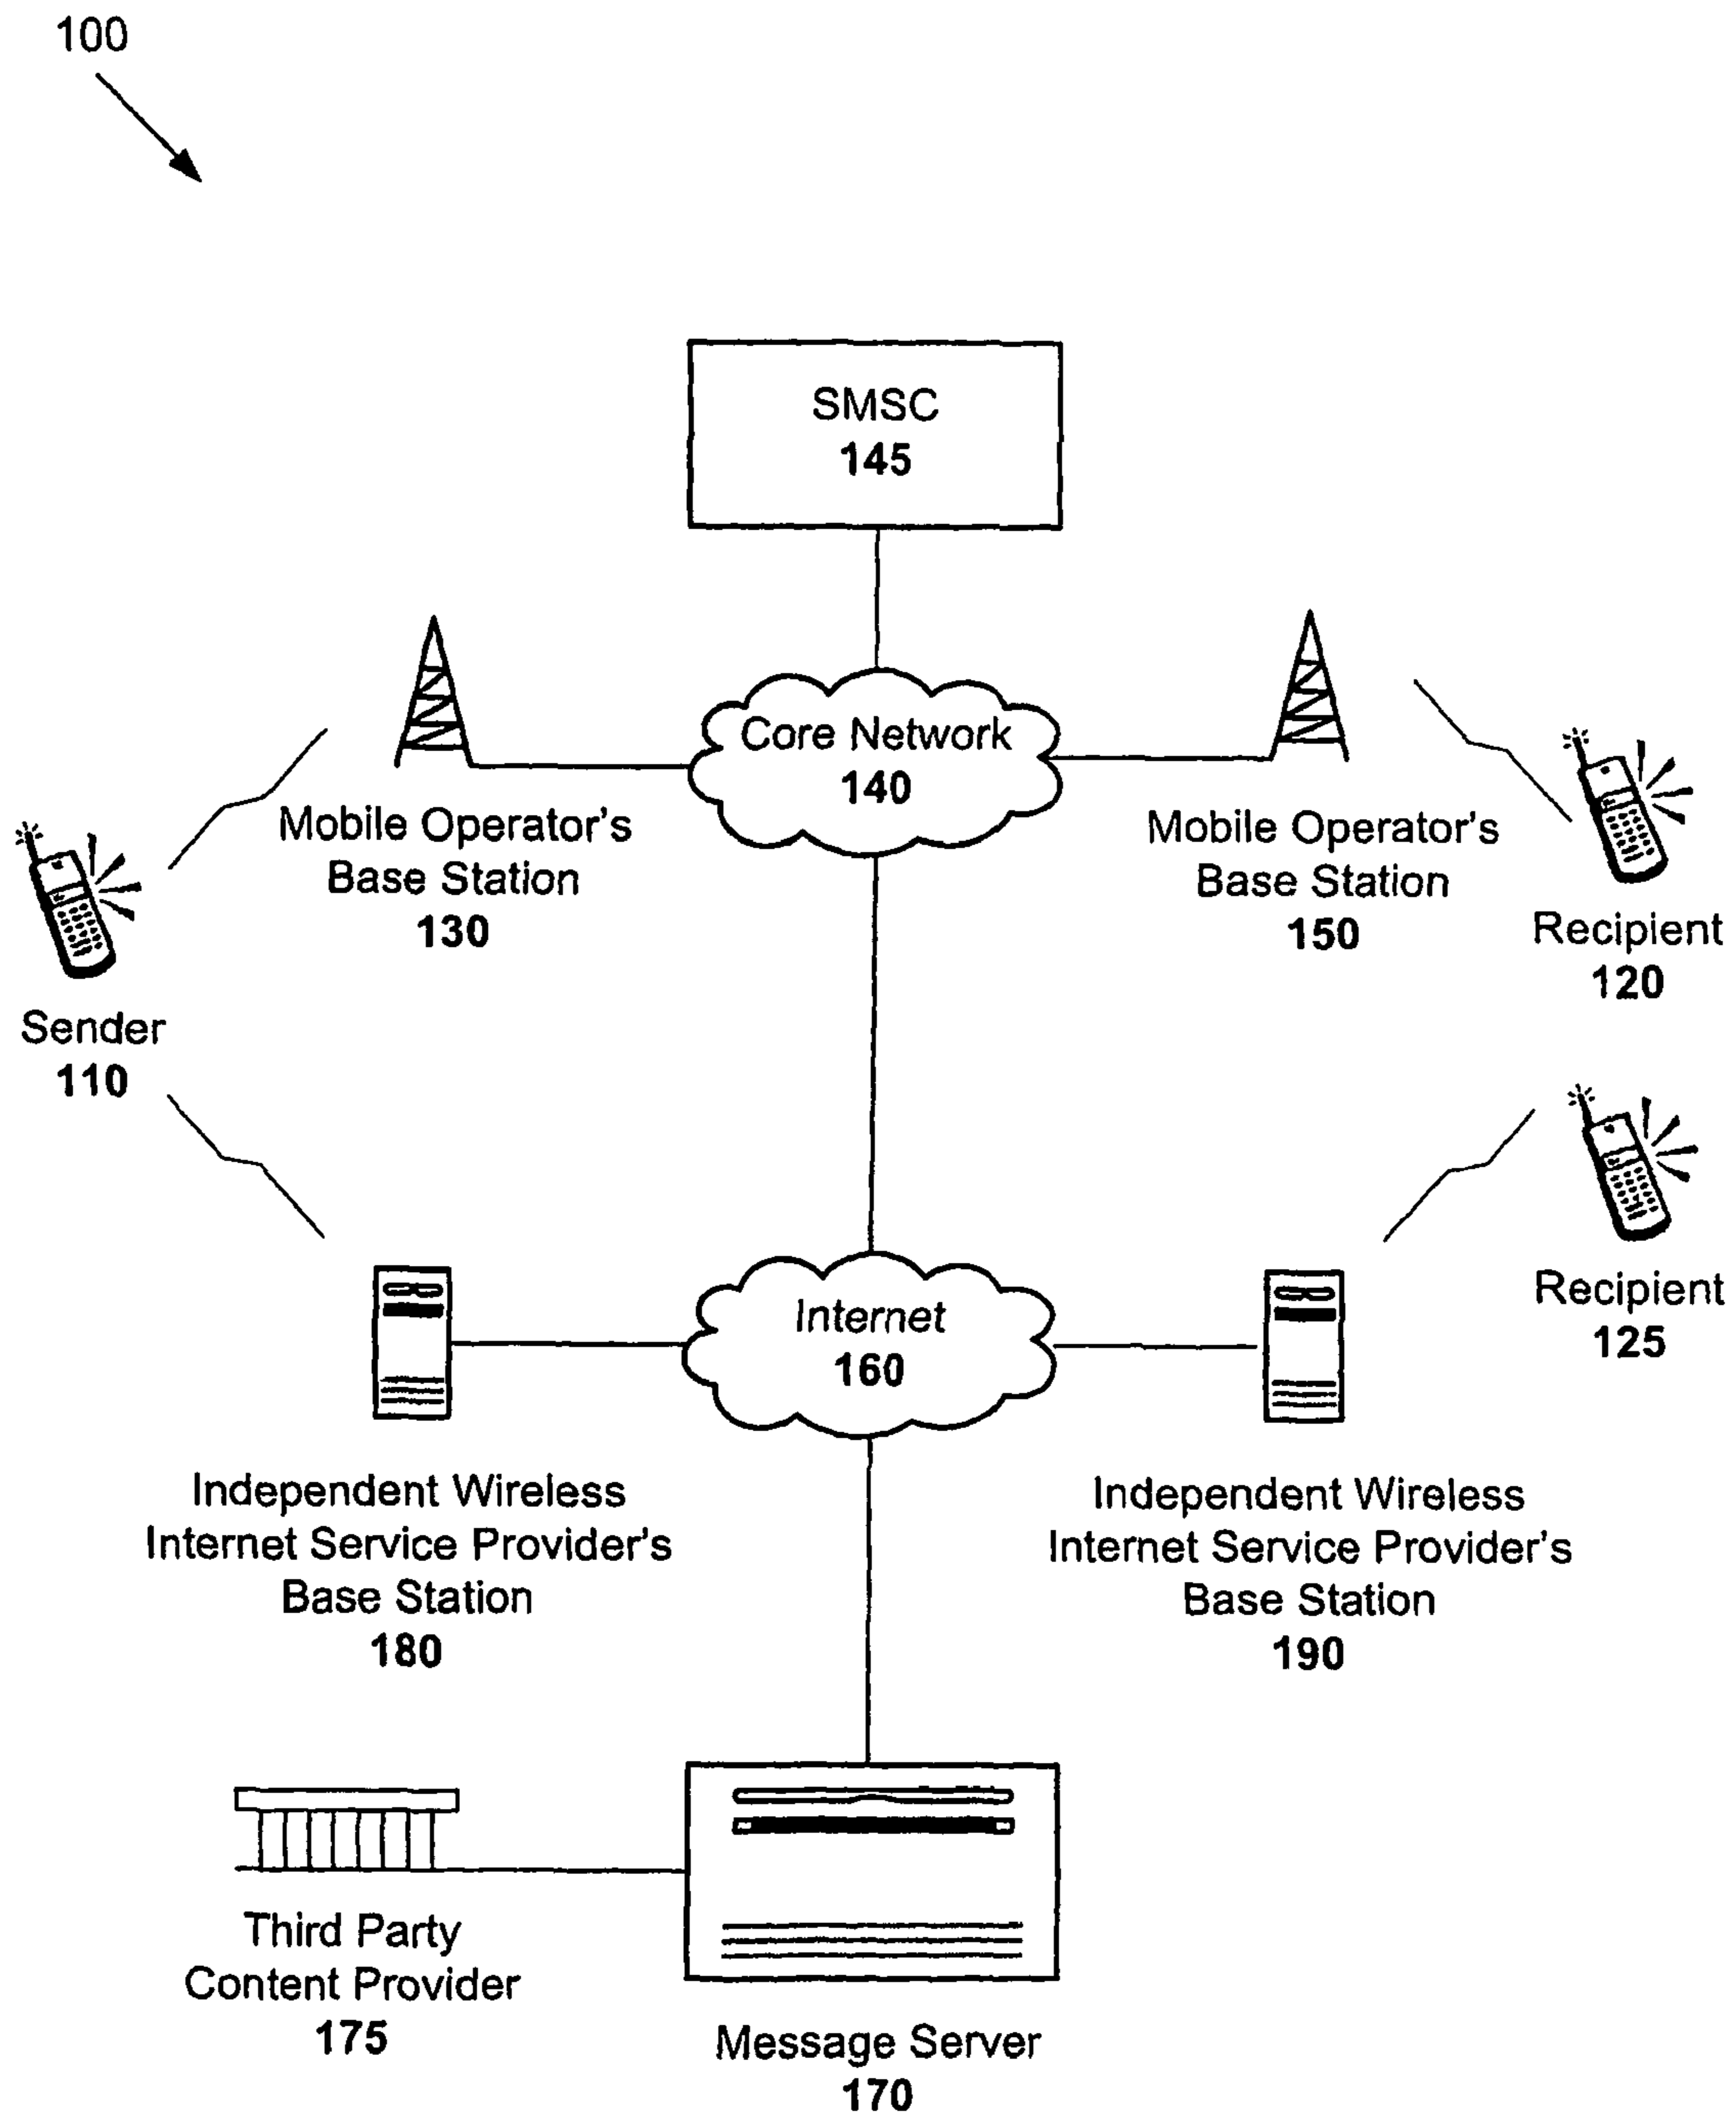 100
SMSC
145
Core Network
140
Mobile Operator's
Base Station
130
Mobile Operator's
Base Station
150
Recipient
120
Sender
110
Internet
160
Recipient
125
Independent Wireless
Internet Service Provider's
Base Station
180
Independent Wireless
Internet Service Provider's
Base Station
190
Third Party
Content Provider
175
Message Server
170